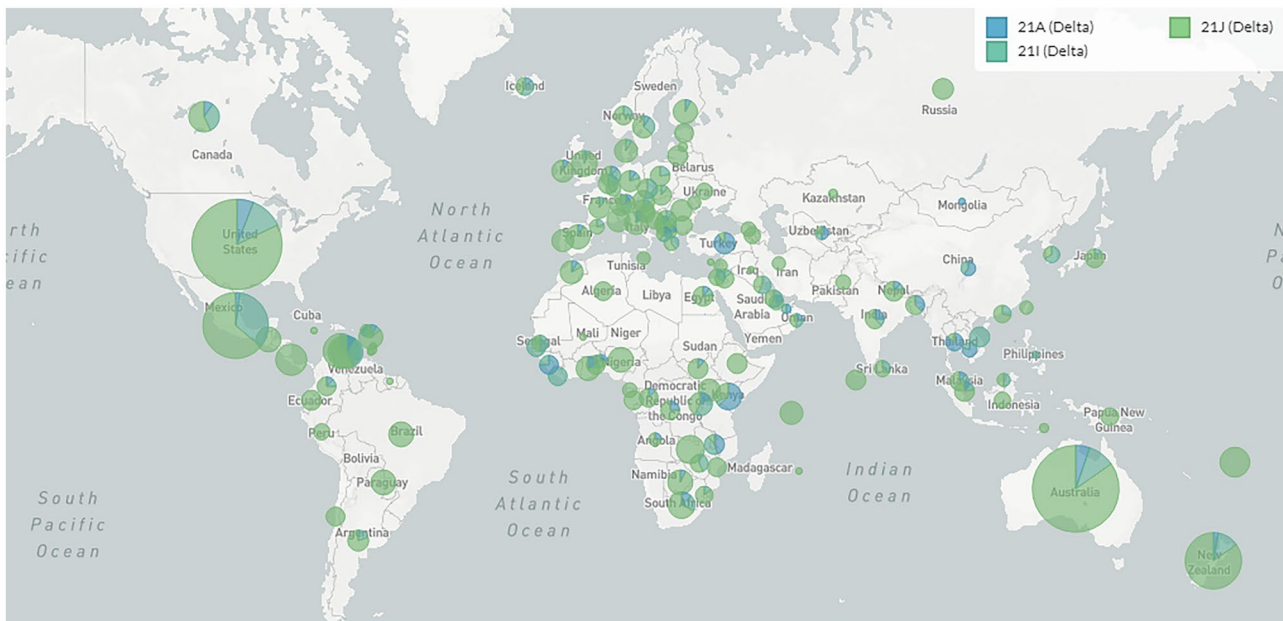 21A (Delta)
21J (Delta)
21I (Delta)
Iceland
Sweden
Norway
Russia
Canada
United
Kingdom
Belarus
North
Atlantic
Ocean
France
Ukraine
Kazakhstan
Mongolia
United
States
Spain
Italy
Turkey
Uzbekistan
China
Japan
Tunisia
Iraq
Iran
Mexico
Cuba
Algeria
Libya
Egypt
Saudi
Arabia
Pakistan
Nepal
India
Oman
Mali
Niger
Senegal
Sudan
Yemen
Thailand
Philippines
Venezuela
Nigeria
Sri Lanka
Malaysia
Ecuador
Democratic
Republic of
the Congo
Kenya
Indonesia
Papua New
Guinea
Peru
Brazil
Angola
Bolivia
Madagascar
Indian
Ocean
Paraguay
Namibia
South
Pacific
Ocean
South
Atlantic
Ocean
South Africa
Australia
Argentina
New
Zealand